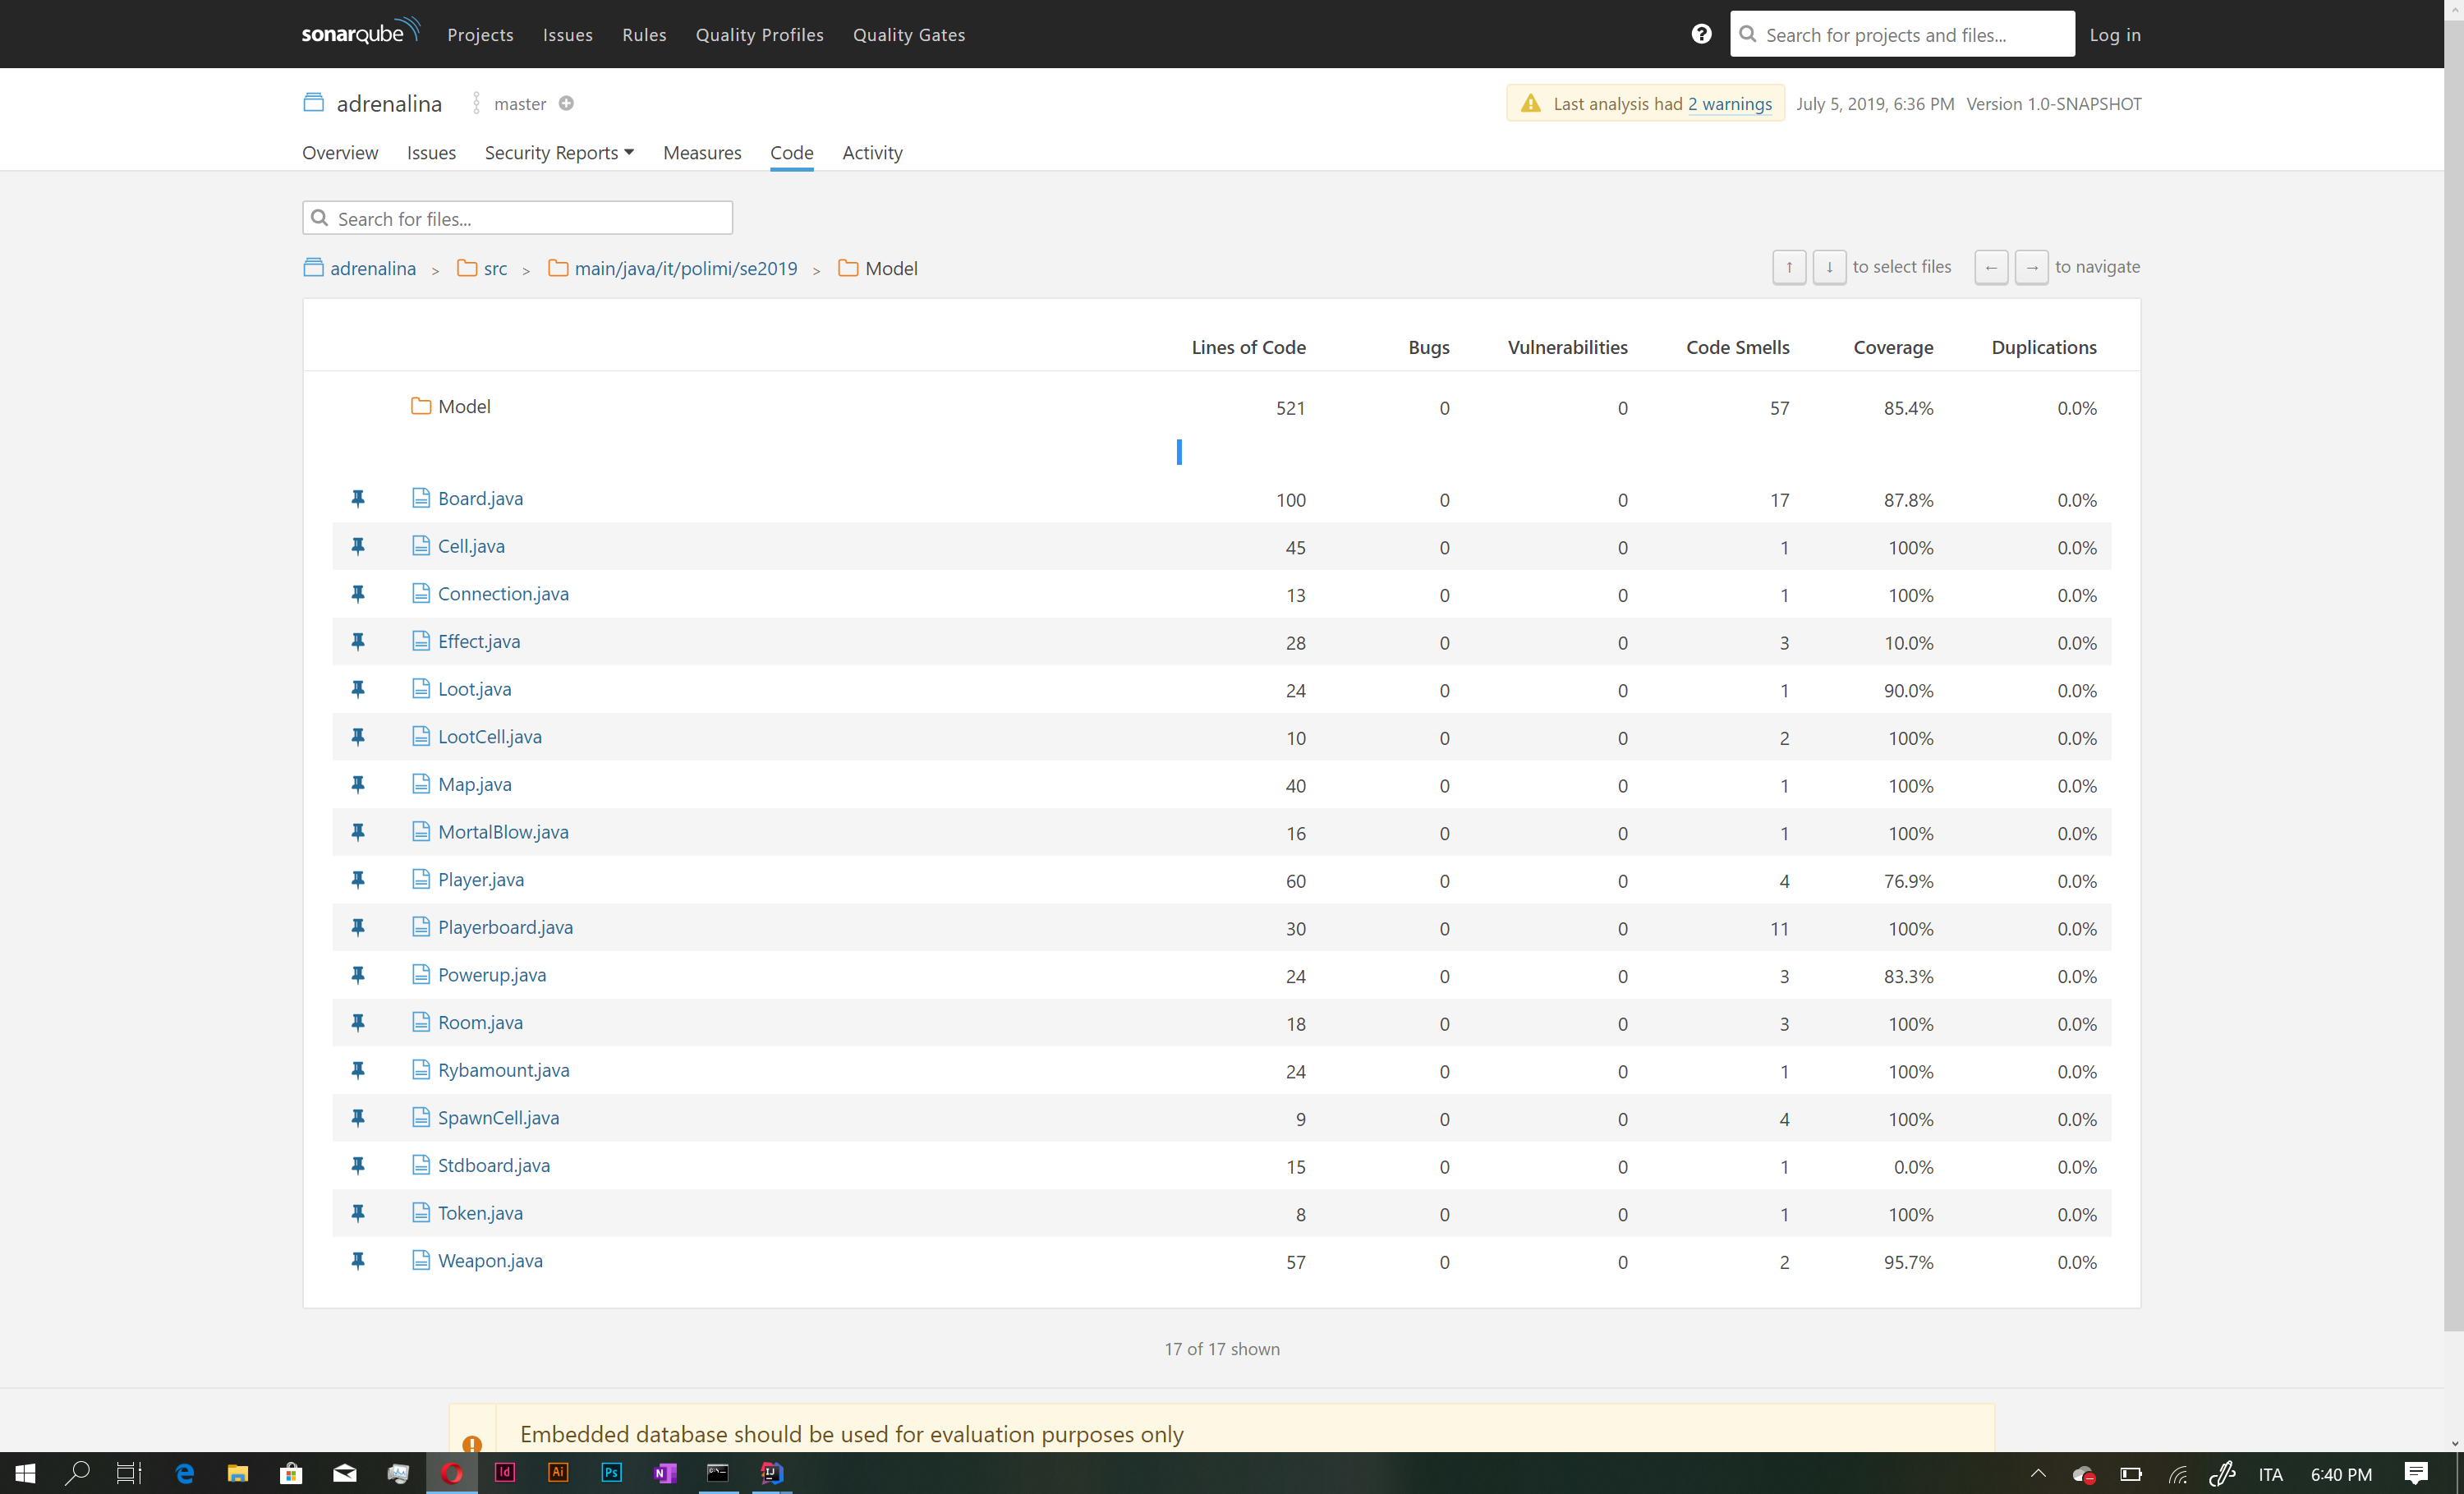 sonarqube Projects Issues Rules Quality Profiles Quality Gates ? Search for projects and files... Log in
adrenalina master Last analysis had 2 warnings July 5, 2019, 6:36 PM Version 1.0-SNAPSHOT
Overview Issues Security Reports Measures Code Activity
Search for files...
adrenalina > src > main/java/it/polimi/se2019 > Model ↑ ↓ to select files ← → to navigate
Lines of Code Bugs Vulnerabilities Code Smells Coverage Duplications
Model 521 0 0 57 85.4% 0.0%
Board.java 100 0 0 17 87.8% 0.0%
Cell.java 45 0 0 1 100% 0.0%
Connection.java 13 0 0 1 100% 0.0%
Effect.java 28 0 0 3 10.0% 0.0%
Loot.java 24 0 0 1 90.0% 0.0%
LootCell.java 10 0 0 2 100% 0.0%
Map.java 40 0 0 1 100% 0.0%
MortalBlow.java 16 0 0 1 100% 0.0%
Player.java 60 0 0 4 76.9% 0.0%
Playerboard.java 30 0 0 11 100% 0.0%
Powerup.java 24 0 0 3 83.3% 0.0%
Room.java 18 0 0 3 100% 0.0%
Rybamount.java 24 0 0 1 100% 0.0%
SpawnCell.java 9 0 0 4 100% 0.0%
Stdboard.java 15 0 0 1 0.0% 0.0%
Token.java 8 0 0 1 100% 0.0%
Weapon.java 57 0 0 2 95.7% 0.0%
17 of 17 shown
Embedded database should be used for evaluation purposes only
Id Ai Ps N IJ ITA 6:40 PM